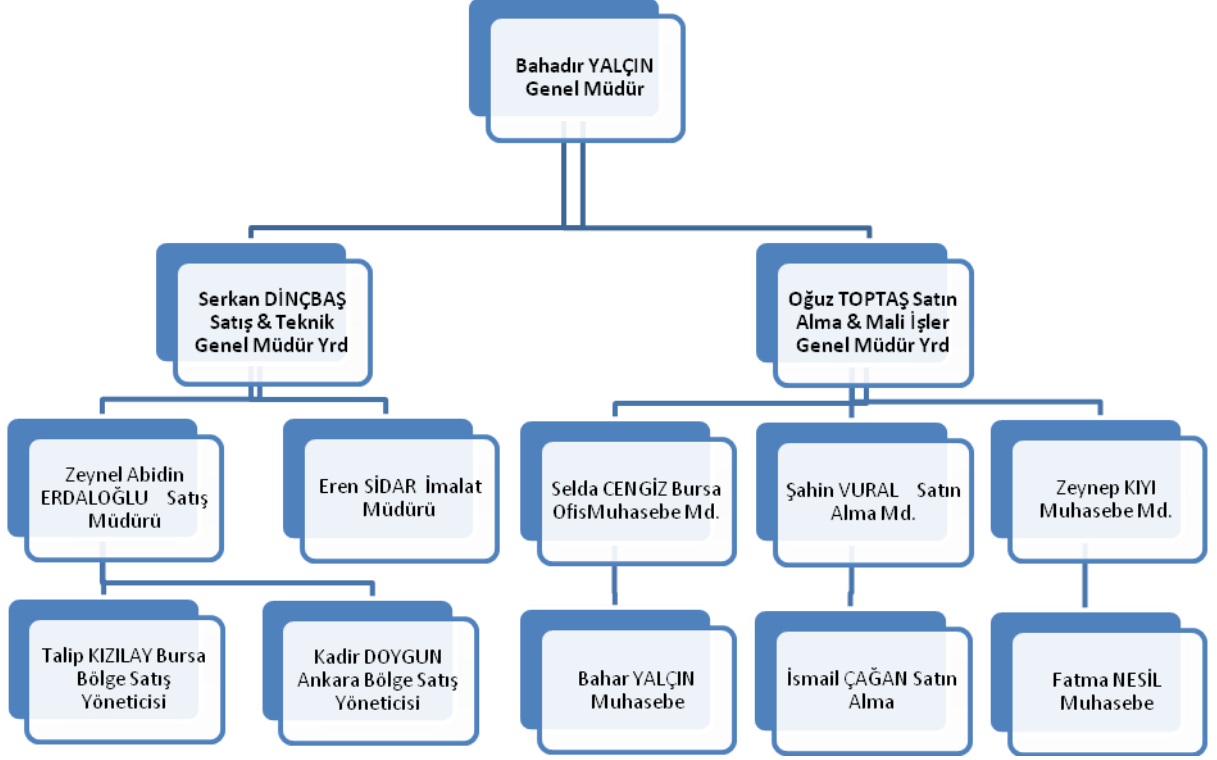 Bahadır YALÇIN
Genel Müdür
Serkan DİNÇBAŞ
Satış & Teknik
Genel Müdür Yrd
Oğuz TOPTAŞ Satın
Alma & Mali İşler
Genel Müdür Yrd
Zeynel Abidin
ERDALOĞLU Satış
Müdürü
Eren SİDAR İmalat
Müdürü
Selda CENGİZ Bursa
OfisMuhasebe Md.
Şahin VURAL Satın
Alma Md.
Zeynep KIYI
Muhasebe Md.
Talip KIZILAY Bursa
Bölge Satış
Yöneticisi
Kadir DOYGUN
Ankara Bölge Satış
Yöneticisi
Bahar YALÇIN
Muhasebe
İsmail ÇAĞAN Satın
Alma
Fatma NESİL
Muhasebe